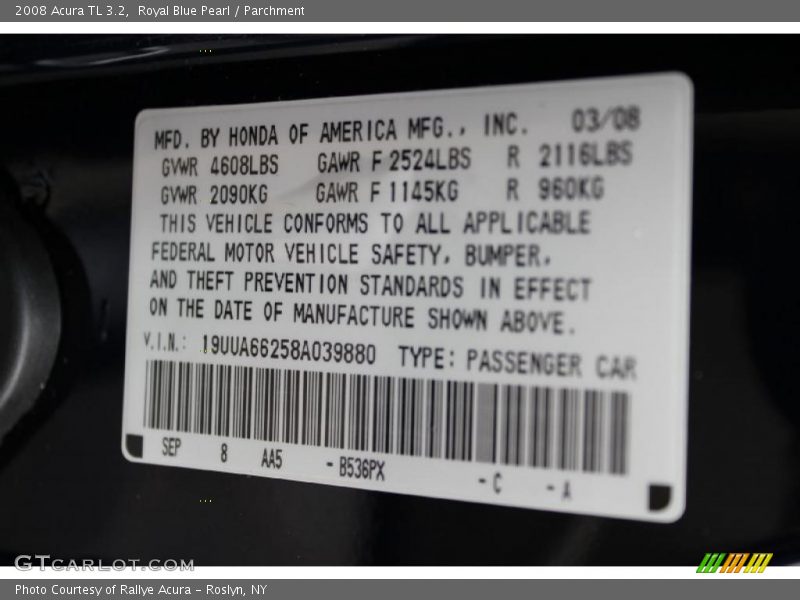 2008 Acura TL 3.2,  Royal Blue Pearl / Parchment
MFD. BY HONDA OF AMERICA MFG., INC. 03/08
GVWR 4608LBS GAWR F 2524LBS R 2116LBS
GVWR 2090KG GAWR F 1145KG R 960KG
THIS VEHICLE CONFORMS TO ALL APPLICABLE
FEDERAL MOTOR VEHICLE SAFETY, BUMPER,
AND THEFT PREVENTION STANDARDS IN EFFECT
ON THE DATE OF MANUFACTURE SHOWN ABOVE.
V.I.N.: 19UUA66258A039880 TYPE: PASSENGER CAR
SEP 8 AA5 - B536PX - C - A
GTCARLOT.COM
Photo Courtesy of Rallye Acura - Roslyn, NY